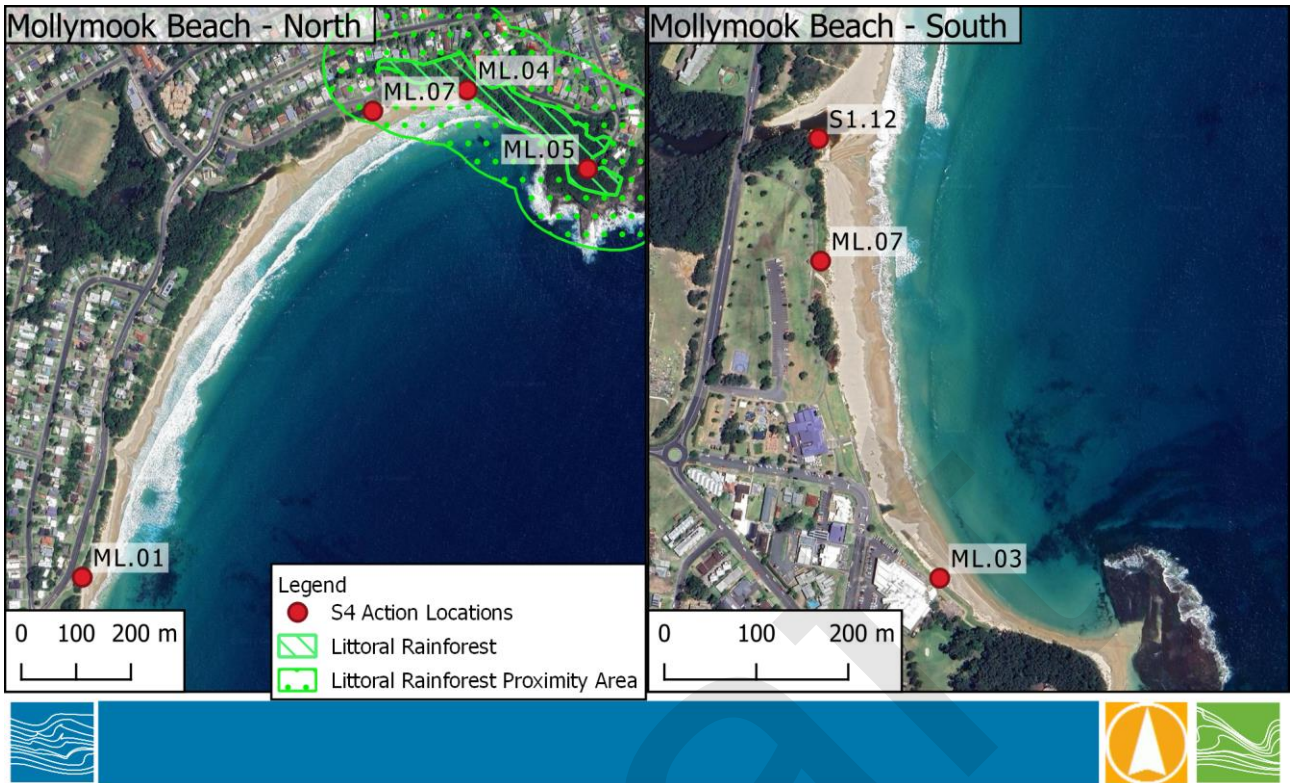 Mollymook Beach - North
ML.07
ML.04
ML.05
ML.01
0 100 200 m
Legend
S4 Action Locations
Littoral Rainforest
Littoral Rainforest Proximity Area
Mollymook Beach - South
S1.12
ML.07
ML.03
0 100 200 m